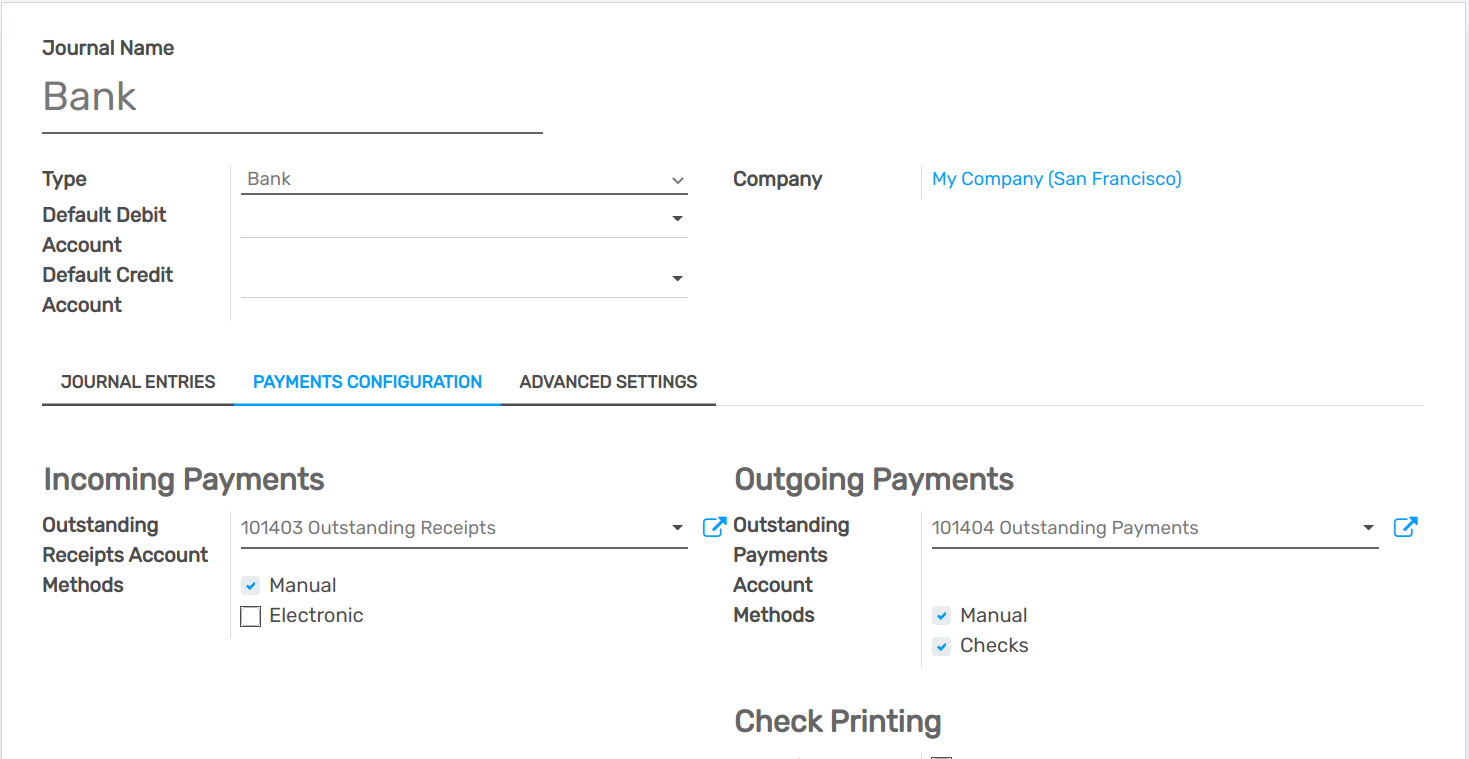 Journal Name
Bank
Type
Bank
Company
My Company (San Francisco)
Default Debit
Account
Default Credit
Account
JOURNAL ENTRIES
PAYMENTS CONFIGURATION
ADVANCED SETTINGS
Incoming Payments
Outstanding
Receipts Account
101403 Outstanding Receipts
Methods
Manual
Electronic
Outgoing Payments
Outstanding
Payments
Account
101404 Outstanding Payments
Methods
Manual
Checks
Check Printing